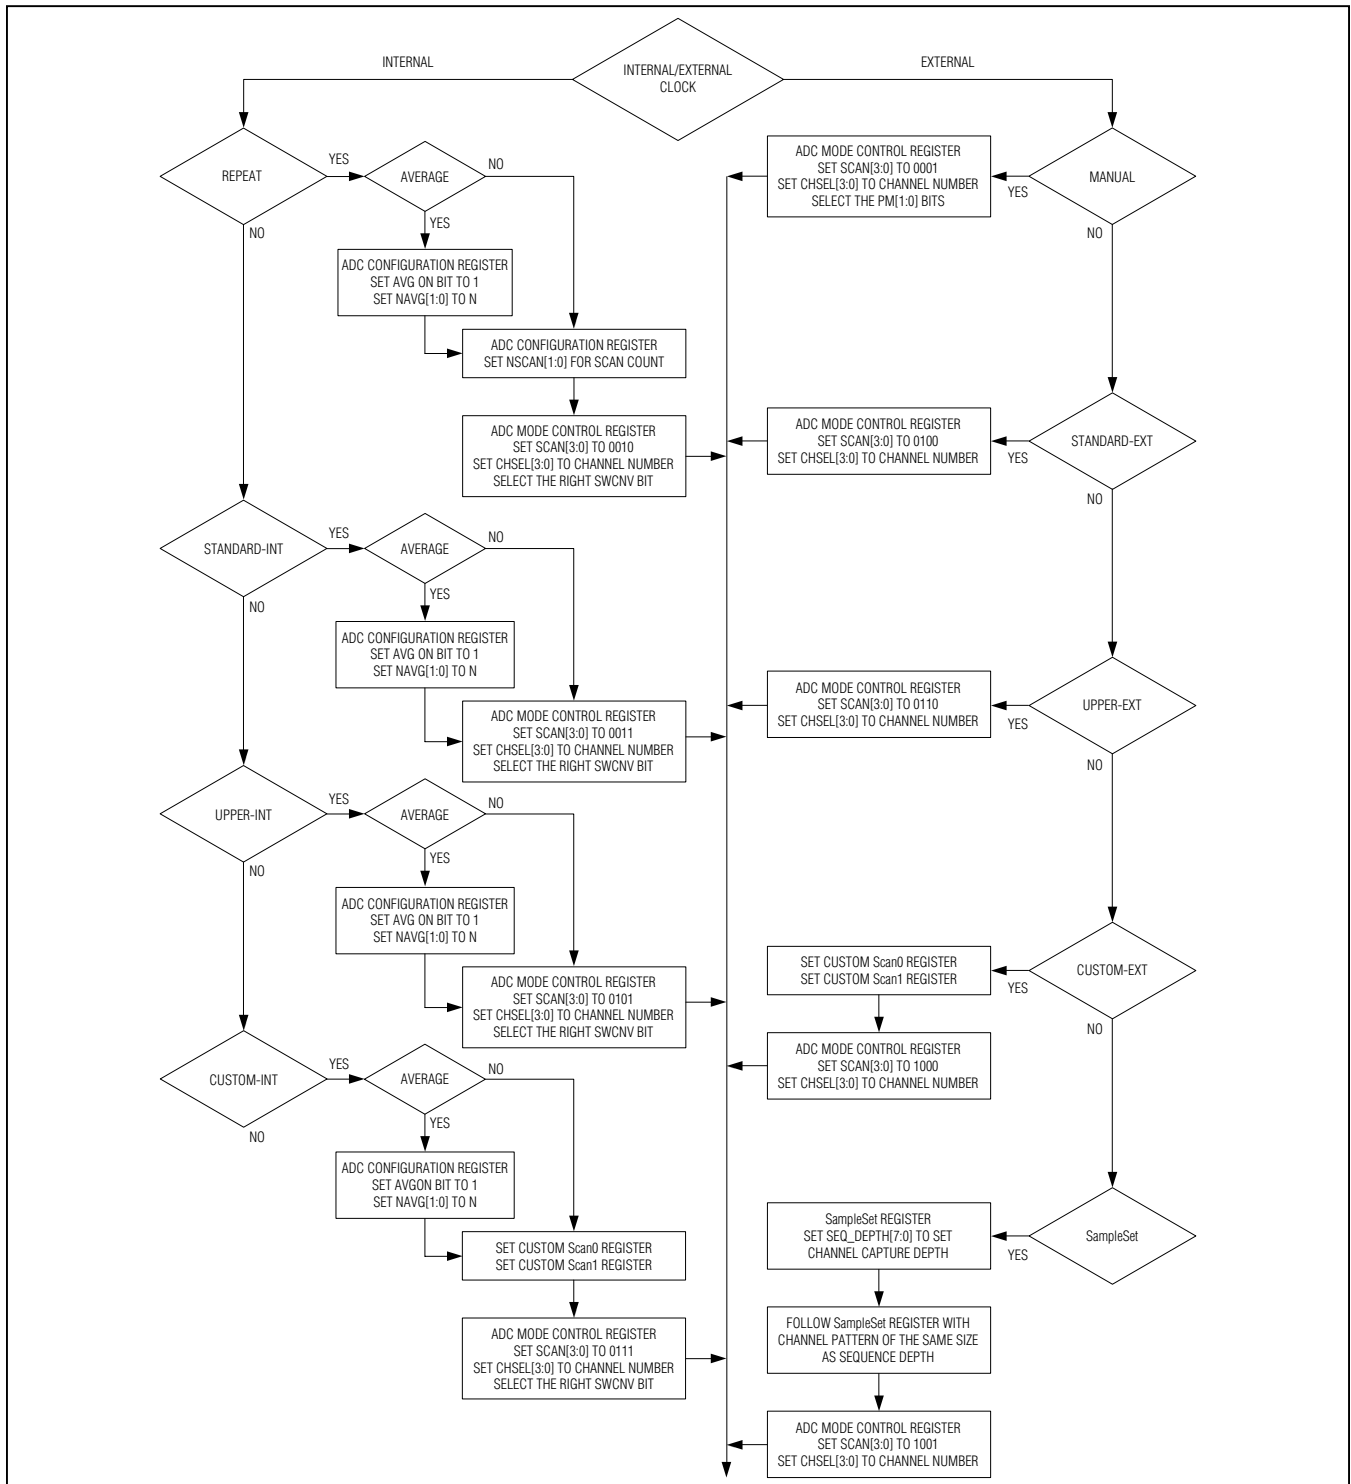 INTERNAL
INTERNAL/EXTERNAL
CLOCK
EXTERNAL
REPEAT
YES
AVERAGE
NO
YES
NO
ADC CONFIGURATION REGISTER
SET AVG ON BIT TO 1
SET NAVG[1:0] TO N
ADC CONFIGURATION REGISTER
SET NSCAN[1:0] FOR SCAN COUNT
ADC MODE CONTROL REGISTER
SET SCAN[3:0] TO 0010
SET CHSEL[3:0] TO CHANNEL NUMBER
SELECT THE RIGHT SWCNV BIT
STANDARD-INT
YES
AVERAGE
NO
YES
NO
ADC CONFIGURATION REGISTER
SET AVG ON BIT TO 1
SET NAVG[1:0] TO N
ADC MODE CONTROL REGISTER
SET SCAN[3:0] TO 0011
SET CHSEL[3:0] TO CHANNEL NUMBER
SELECT THE RIGHT SWCNV BIT
UPPER-INT
YES
AVERAGE
NO
YES
NO
ADC CONFIGURATION REGISTER
SET AVG ON BIT TO 1
SET NAVG[1:0] TO N
ADC MODE CONTROL REGISTER
SET SCAN[3:0] TO 0101
SET CHSEL[3:0] TO CHANNEL NUMBER
SELECT THE RIGHT SWCNV BIT
CUSTOM-INT
YES
AVERAGE
NO
YES
NO
ADC CONFIGURATION REGISTER
SET AVGON BIT TO 1
SET NAVG[1:0] TO N
SET CUSTOM Scan0 REGISTER
SET CUSTOM Scan1 REGISTER
ADC MODE CONTROL REGISTER
SET SCAN[3:0] TO 0111
SET CHSEL[3:0] TO CHANNEL NUMBER
SELECT THE RIGHT SWCNV BIT
ADC MODE CONTROL REGISTER
SET SCAN[3:0] TO 0001
SET CHSEL[3:0] TO CHANNEL NUMBER
SELECT THE PM[1:0] BITS
YES
MANUAL
NO
ADC MODE CONTROL REGISTER
SET SCAN[3:0] TO 0100
SET CHSEL[3:0] TO CHANNEL NUMBER
YES
STANDARD-EXT
NO
ADC MODE CONTROL REGISTER
SET SCAN[3:0] TO 0110
SET CHSEL[3:0] TO CHANNEL NUMBER
YES
UPPER-EXT
NO
SET CUSTOM Scan0 REGISTER
SET CUSTOM Scan1 REGISTER
YES
CUSTOM-EXT
NO
ADC MODE CONTROL REGISTER
SET SCAN[3:0] TO 1000
SET CHSEL[3:0] TO CHANNEL NUMBER
SampleSet REGISTER
SET SEQ_DEPTH[7:0] TO SET
CHANNEL CAPTURE DEPTH
YES
SampleSet
FOLLOW SampleSet REGISTER WITH
CHANNEL PATTERN OF THE SAME SIZE
AS SEQUENCE DEPTH
ADC MODE CONTROL REGISTER
SET SCAN[3:0] TO 1001
SET CHSEL[3:0] TO CHANNEL NUMBER